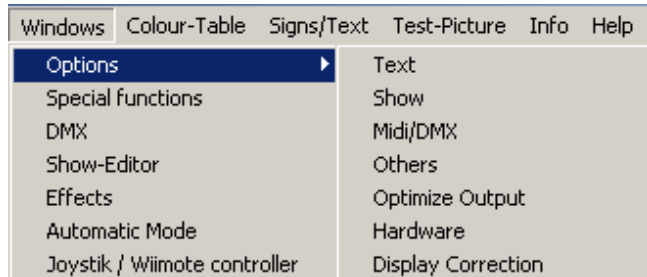 Windows Colour-Table Signs/Text Test-Picture Info Help
Options Text
Special functions Show
DMX Midi/DMX
Show-Editor Others
Effects Optimize Output
Automatic Mode Hardware
Joystik / Wiimote controller Display Correction